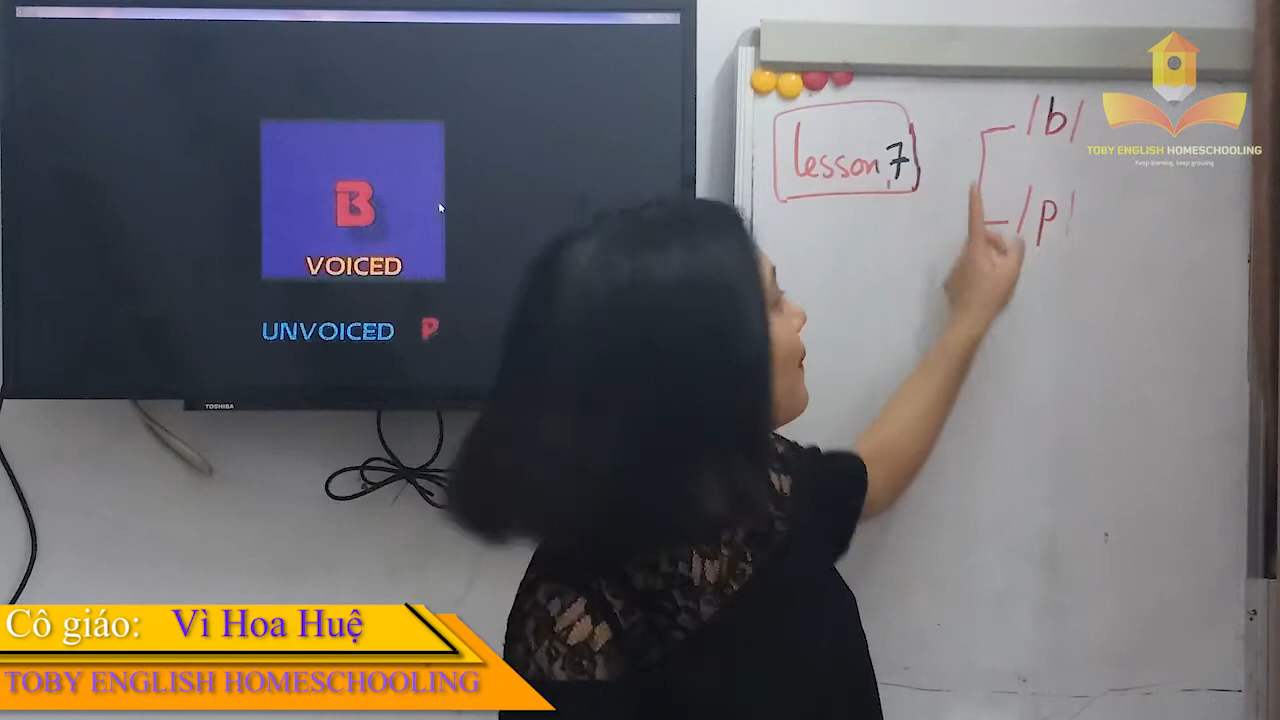 B
VOICED
UNVOICED P
TOSHIBA
lesson 7
/b/
/p/
TOBY ENGLISH HOMESCHOOLING
Keep learning, keep growing
Cô giáo: Vì Hoa Huệ
TOBY ENGLISH HOMESCHOOLING